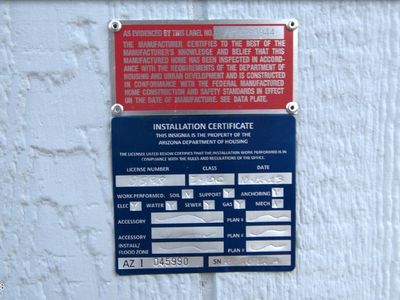 AS EVIDENCED BY THIS LABEL NO.
THE MANUFACTURER CERTIFIES TO THE BEST OF THE
MANUFACTURER'S KNOWLEDGE AND BELIEF THAT THIS
MANUFACTURED HOME HAS BEEN INSPECTED IN ACCORD-
ANCE WITH THE REQUIREMENTS OF THE DEPARTMENT OF
HOUSING AND URBAN DEVELOPMENT AND IS CONSTRUCTED
IN CONFORMANCE WITH THE FEDERAL MANUFACTURED
HOME CONSTRUCTION AND SAFETY STANDARDS IN EFFECT
ON THE DATE OF MANUFACTURE. SEE DATA PLATE.
INSTALLATION CERTIFICATE
THIS INSIGNIA IS THE PROPERTY OF THE
ARIZONA DEPARTMENT OF HOUSING
THE LICENSEE LISTED BELOW CERTIFIES THAT THE INSTALLATION WORK PERFORMED IS IN
COMPLIANCE WITH THE RULES AND REGULATIONS OF THE OFFICE.
LICENSE NUMBER CLASS DATE
WORK PERFORMED: SOIL SUPPORT ANCHORING
ELEC WATER SEWER GAS MECH
ACCESSORY PLAN #
ACCESSORY PLAN #
INSTALL/
FLOOD ZONE PLAN #
AZ I 045990 SN